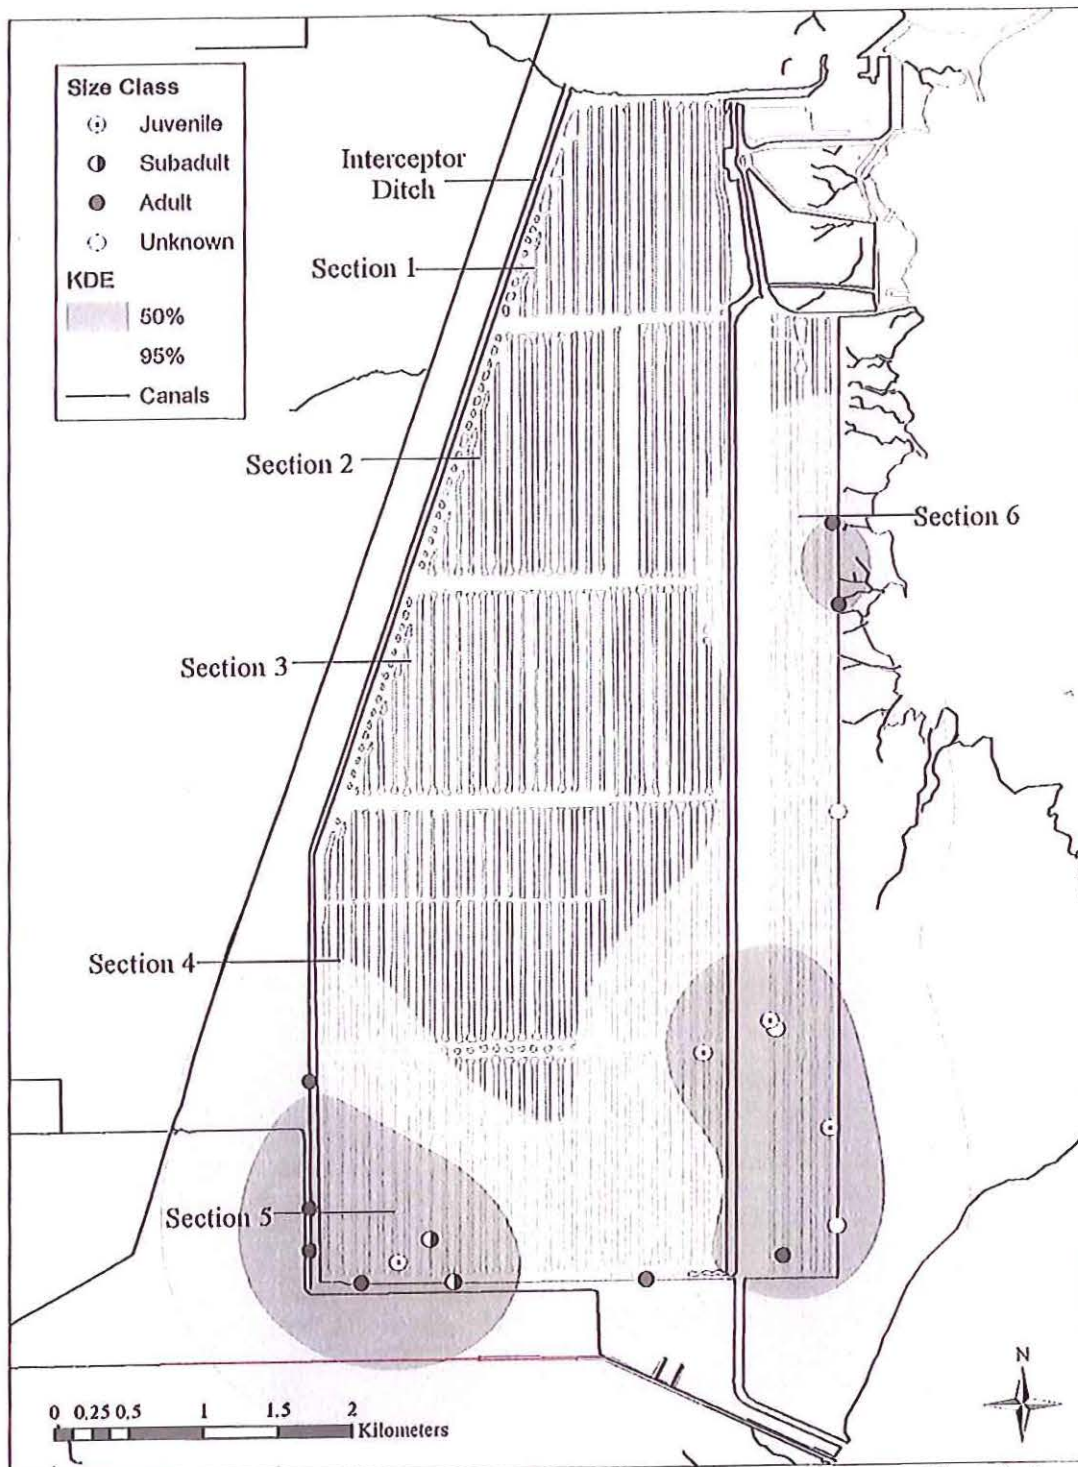 Size Class
Juvenile
Subadult
Adult
Unknown
KDE
50%
95%
Canals
Interceptor
Ditch
Section 1
Section 2
Section 6
Section 3
Section 4
Section 5
N
0 0,25 0,5 1 1.5 2
Kilometers